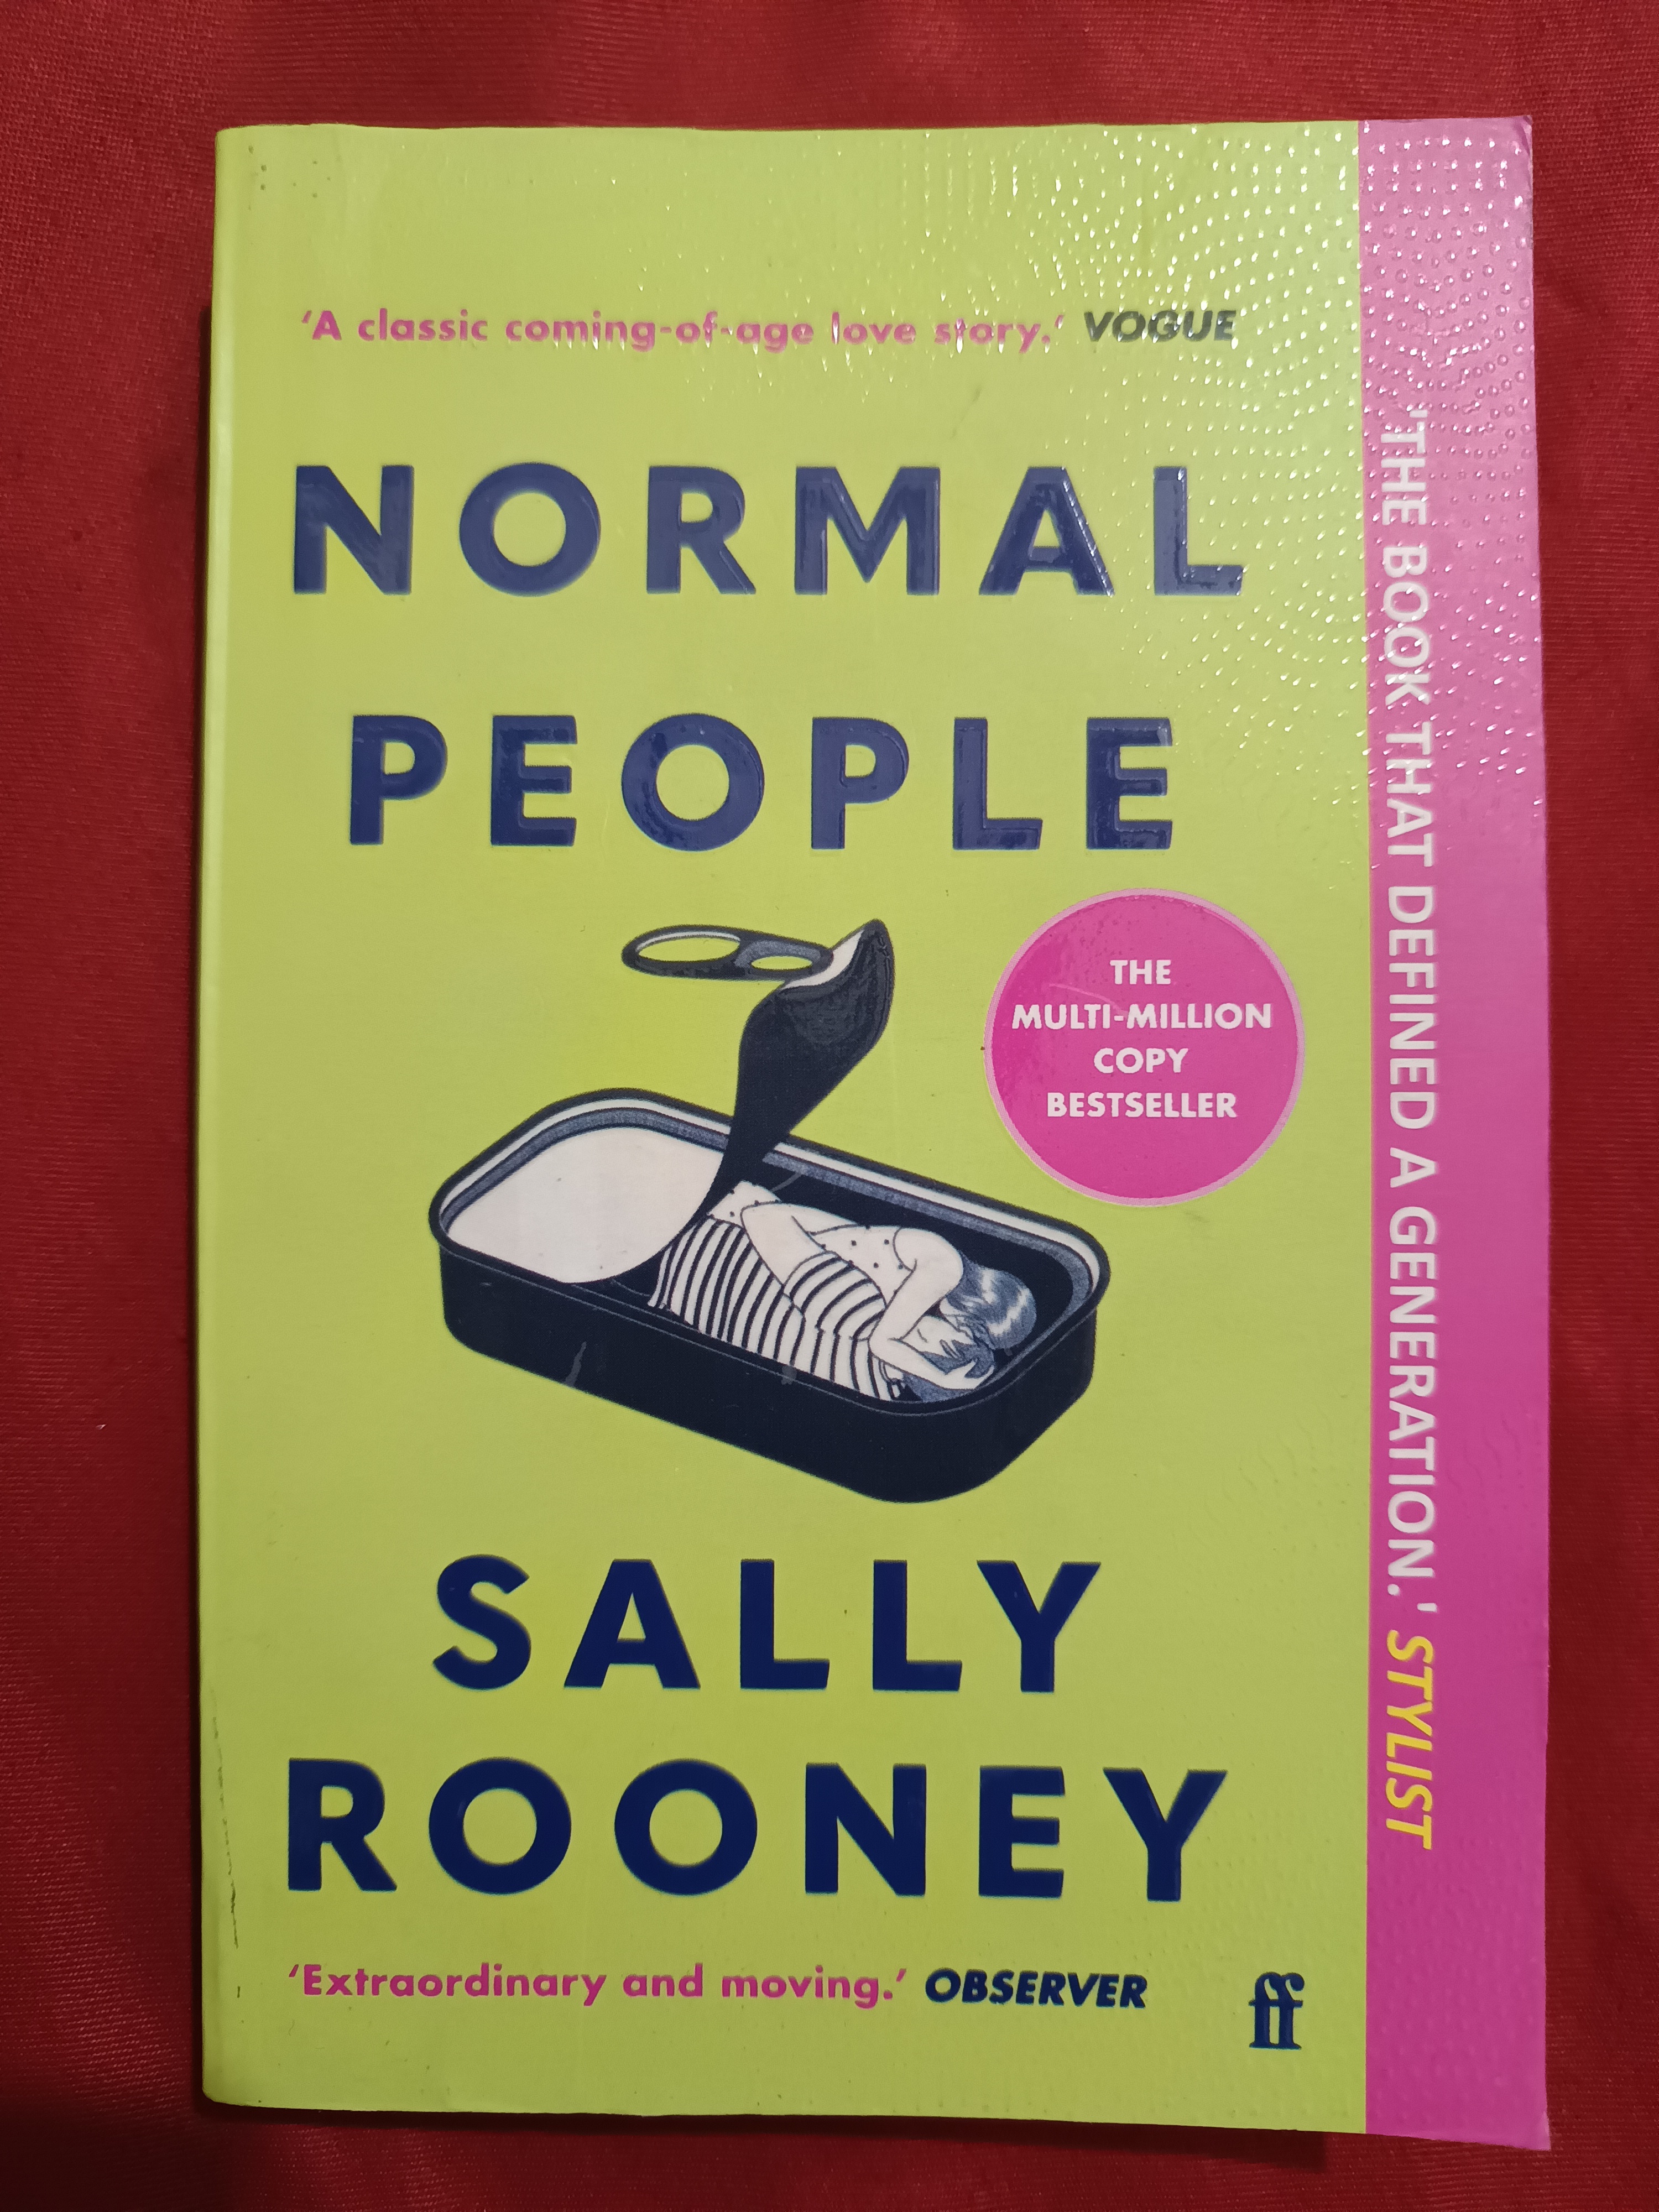 ‘A classic coming-of-age love story.’ VOGUE
NORMAL
PEOPLE
THE
MULTI-MILLION
COPY
BESTSELLER
SALLY
ROONEY
‘Extraordinary and moving.’ OBSERVER
ff
'THE BOOK THAT DEFINED A GENERATION.' STYLIST